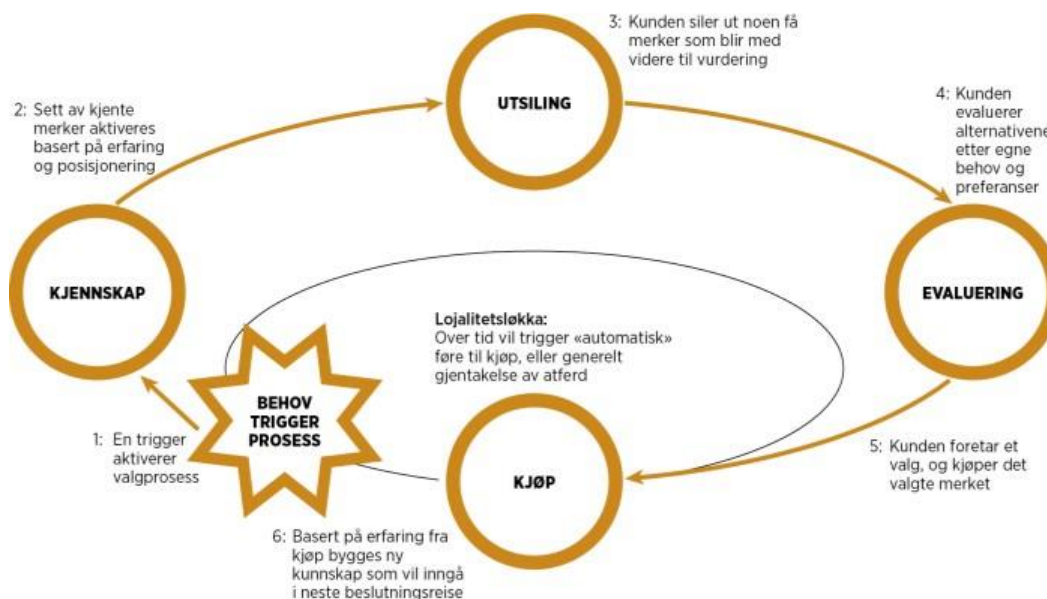 3: Kunden siler ut noen få
merker som blir med
videre til vurdering
UTSILING
2: Sett av kjente
merker aktiveres
basert på erfaring
og posisjonering
4: Kunden
evaluerer
alternativene
etter egne
behov og
preferanser
KJENNSKAP
EVALUERING
Lojalitetsløkka:
Over tid vil trigger «automatisk»
føre til kjøp, eller generelt
gjentakelse av atferd
BEHOV
TRIGGER
PROSESS
1: En trigger
aktiverer
valgprosess
KJØP
5: Kunden foretar et
valg, og kjøper det
valgte merket
6: Basert på erfaring fra
kjøp bygges ny
kunnskap som vil inngå
i neste beslutningsreise